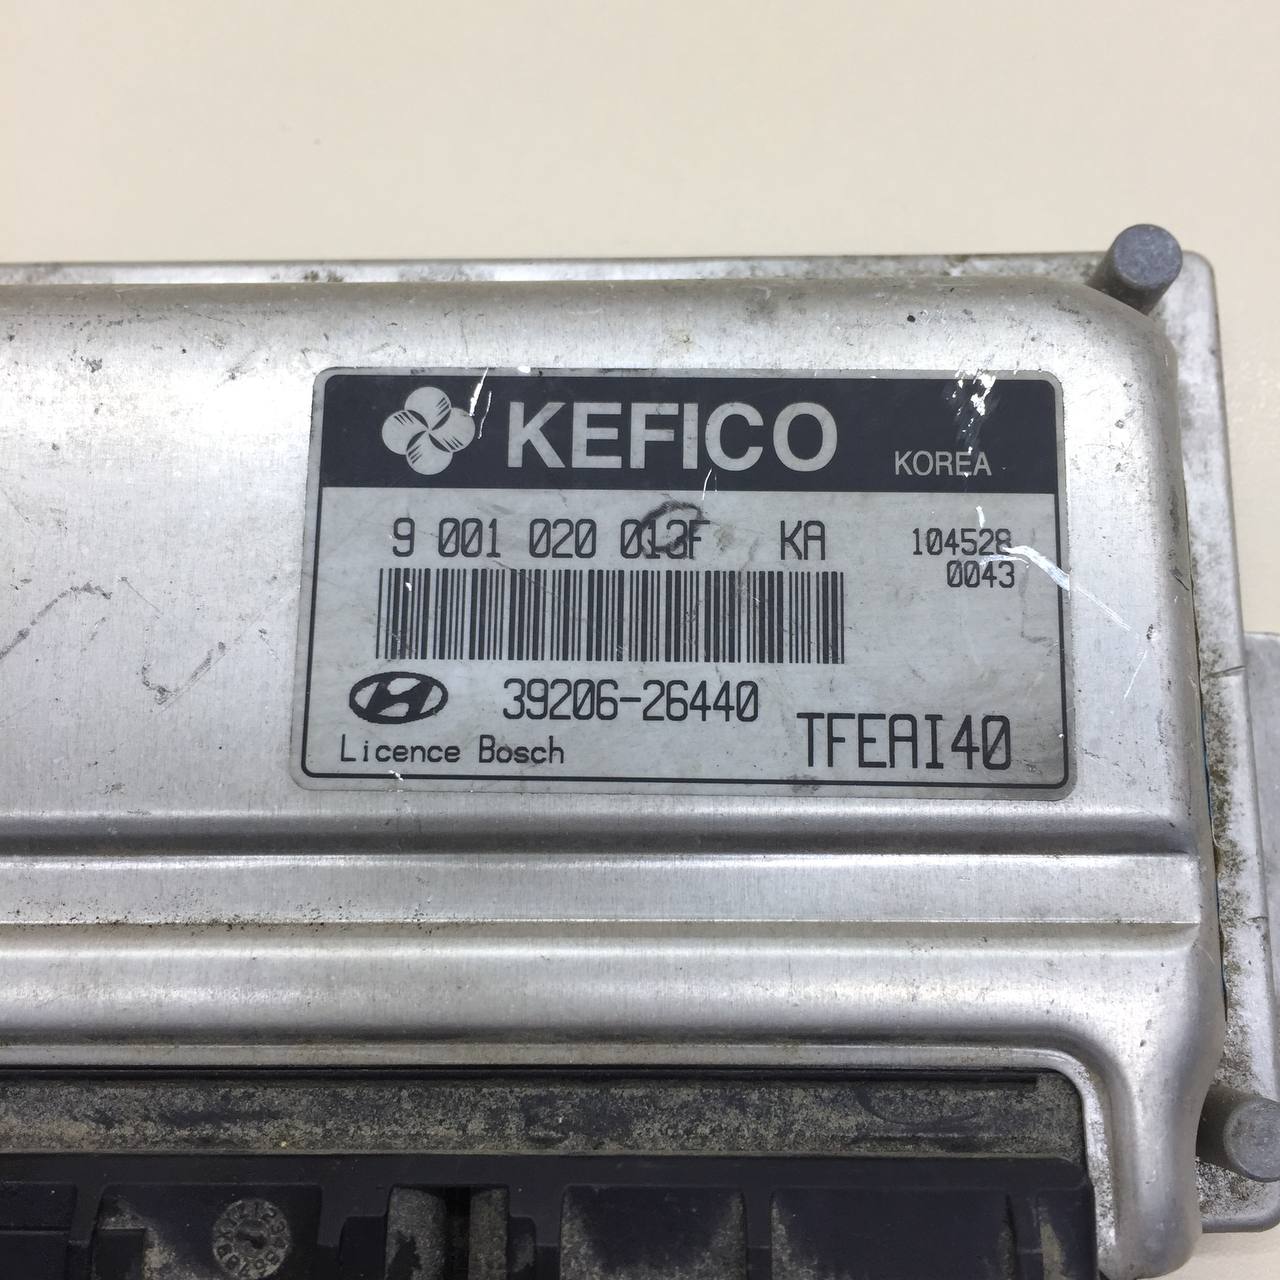 KEFICO KOREA
9 001 020 013F KA 104528
0043
39206-26440
Licence Bosch TFEAI40